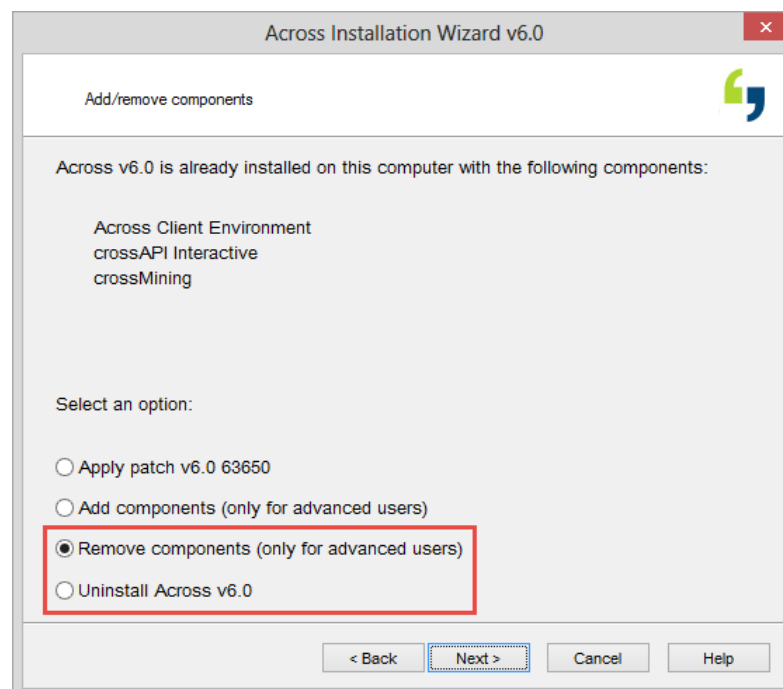 Across Installation Wizard v6.0
Add/remove components
Across v6.0 is already installed on this computer with the following components:
Across Client Environment
crossAPI Interactive
crossMining
Select an option:
Apply patch v6.0 63650
Add components (only for advanced users)
Remove components (only for advanced users)
Uninstall Across v6.0
< Back Next > Cancel Help